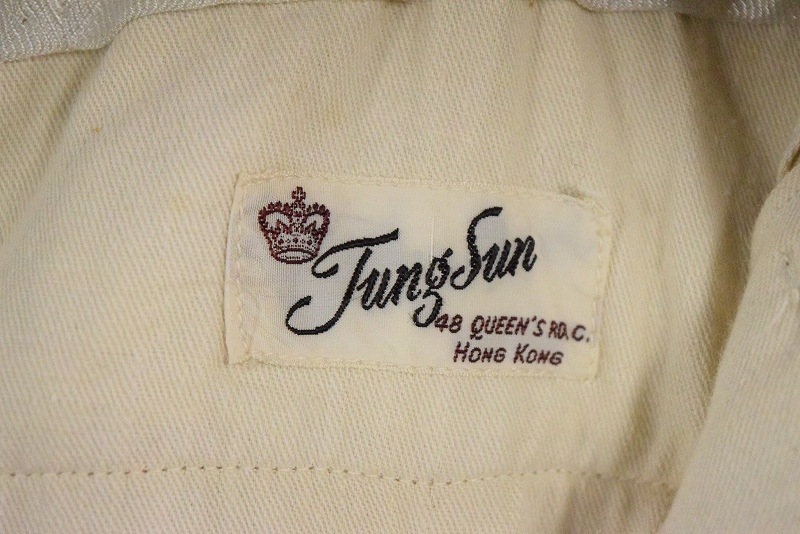 Tung Sun
48 QUEEN'S RD. C.
HONG KONG